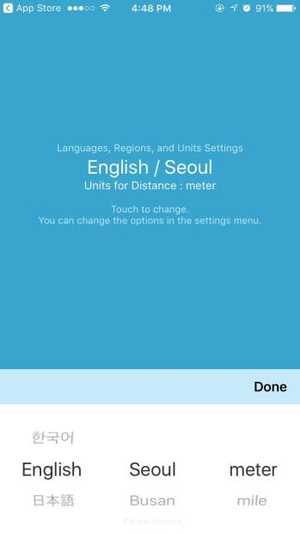 App Store 4:48 PM 91%
Languages, Regions, and Units Settings
English / Seoul
Units for Distance : meter
Touch to change.
You can change the options in the settings menu.
Done
한국어
English Seoul meter
日本語 Busan mile